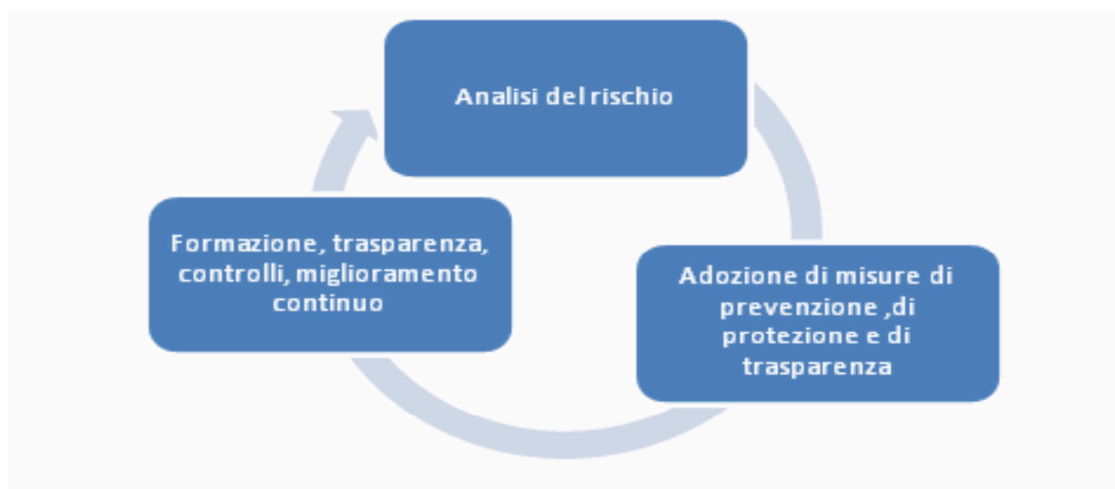 Analisi del rischio
Formazione, trasparenza,
controlli, miglioramento
continuo
Adozione di misure di
prevenzione ,di
protezione e di
trasparenza